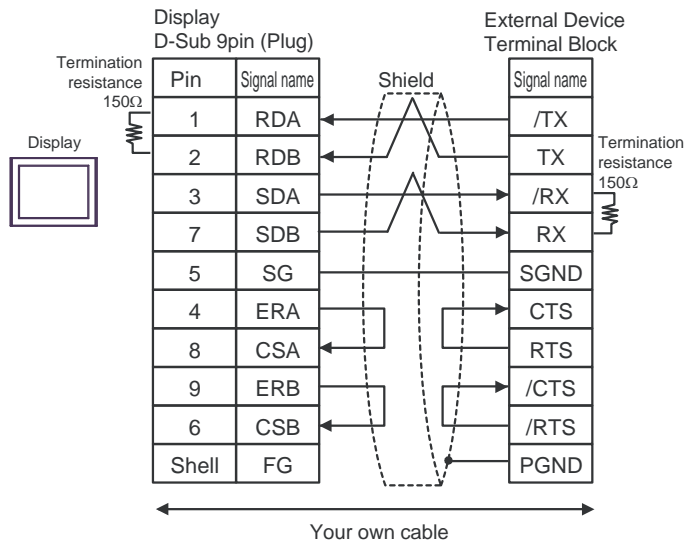 Display
D-Sub 9pin (Plug)
External Device
Terminal Block
Termination
resistance
150Ω
Display
Pin Signal name
Shield
Signal name
1 RDA /TX
2 RDB TX
3 SDA /RX
7 SDB RX
5 SG SGND
4 ERA CTS
8 CSA RTS
9 ERB /CTS
6 CSB /RTS
Shell FG PGND
Termination
resistance
150Ω
Your own cable